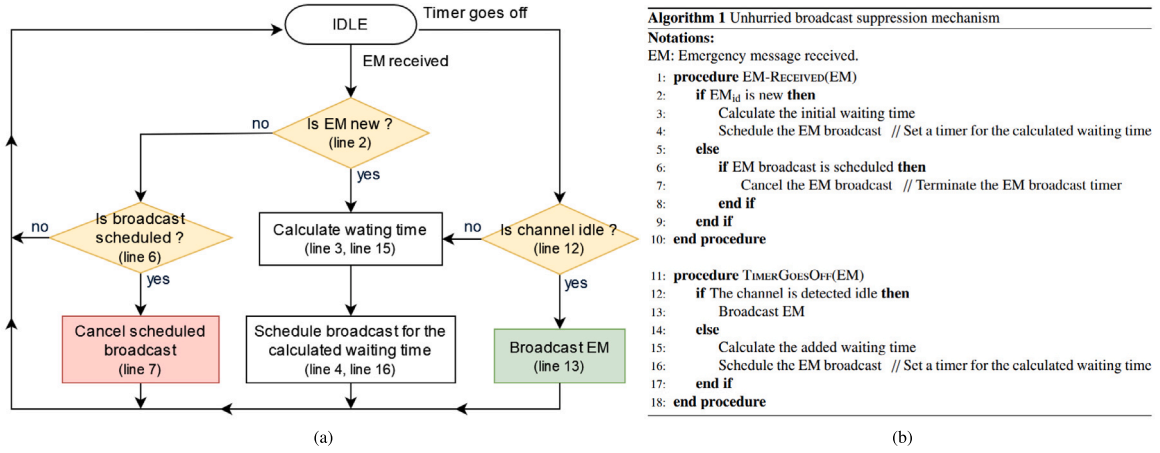 IDLE
Timer goes off
EM received
Is EM new ?
(line 2)
no
yes
Is broadcast
scheduled ?
(line 6)
no
yes
Calculate wating time
(line 3, line 15)
Is channel idle ?
(line 12)
no
yes
Cancel scheduled
broadcast
(line 7)
Schedule broadcast for the
calculated waiting time
(line 4, line 16)
Broadcast EM
(line 13)
(a)
Algorithm 1 Unhurried broadcast suppression mechanism
Notations:
EM: Emergency message received.
1: procedure EM-RECEIVED(EM)
2: if EMid is new then
3: Calculate the initial waiting time
4: Schedule the EM broadcast // Set a timer for the calculated waiting time
5: else
6: if EM broadcast is scheduled then
7: Cancel the EM broadcast // Terminate the EM broadcast timer
8: end if
9: end if
10: end procedure
11: procedure TIMERGOESOFF(EM)
12: if The channel is detected idle then
13: Broadcast EM
14: else
15: Calculate the added waiting time
16: Schedule the EM broadcast // Set a timer for the calculated waiting time
17: end if
18: end procedure
(b)